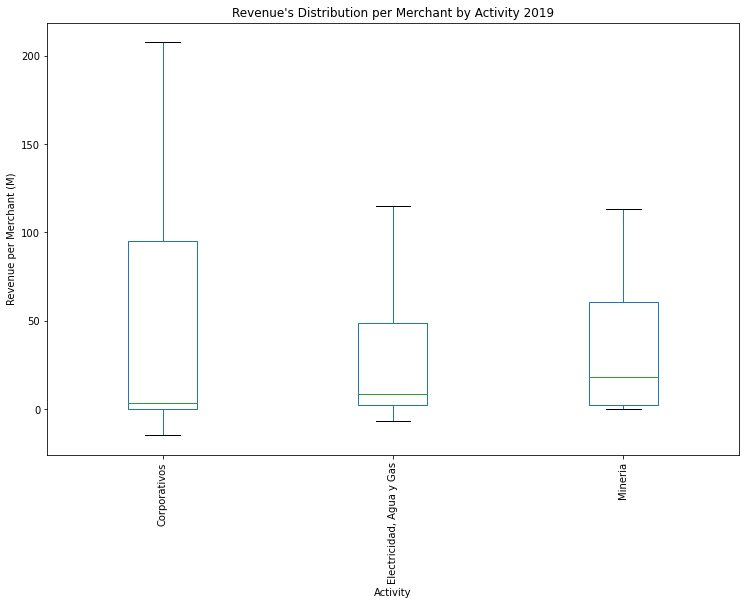 Revenue's Distribution per Merchant by Activity 2019
Revenue per Merchant (M)
200
150
100
50
0
Corporativos
Electricidad, Agua y Gas
Mineria
Activity